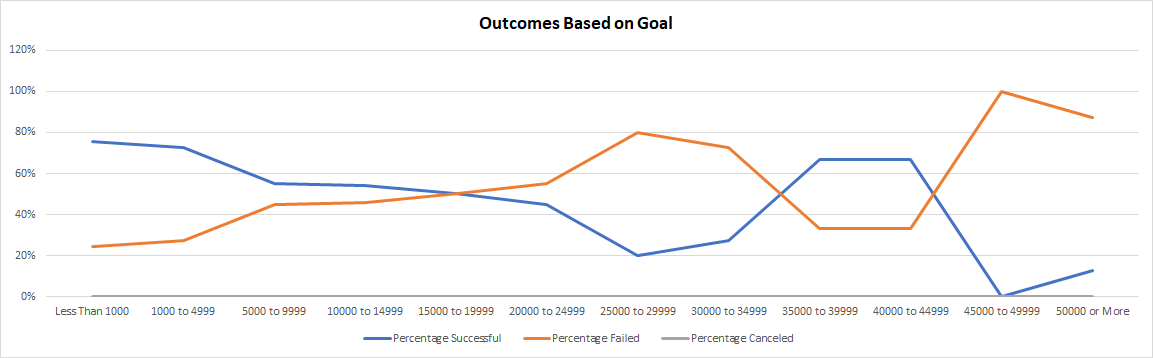 Outcomes Based on Goal
120%
100%
80%
60%
40%
20%
0%
Less Than 1000 1000 to 4999 5000 to 9999 10000 to 14999 15000 to 19999 20000 to 24999 25000 to 29999 30000 to 34999 35000 to 39999 40000 to 44999 45000 to 49999 50000 or More
Percentage Successful Percentage Failed Percentage Canceled